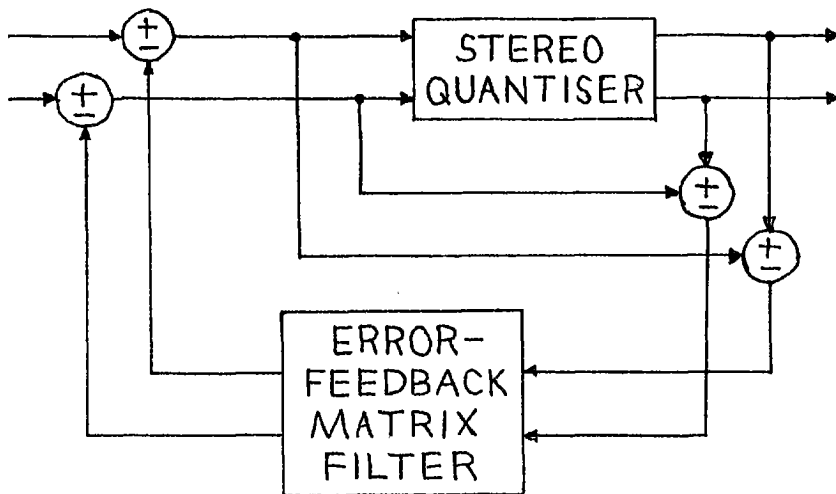 STEREO
QUANTISER
ERROR-
FEEDBACK
MATRIX
FILTER